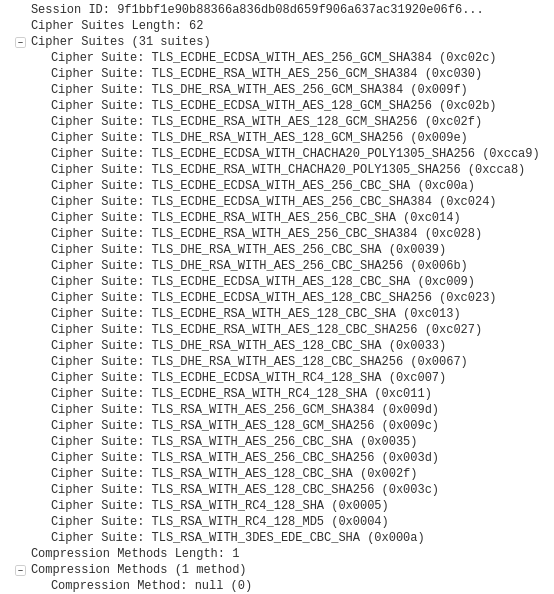 Session ID: 9f1bbf1e90b88366a836db08d659f906a637ac31920e06f6...
Cipher Suites Length: 62
Cipher Suites (31 suites)
Cipher Suite: TLS_ECDHE_ECDSA_WITH_AES_256_GCM_SHA384 (0xc02c)
Cipher Suite: TLS_ECDHE_RSA_WITH_AES_256_GCM_SHA384 (0xc030)
Cipher Suite: TLS_DHE_RSA_WITH_AES_256_GCM_SHA384 (0x009f)
Cipher Suite: TLS_ECDHE_ECDSA_WITH_AES_128_GCM_SHA256 (0xc02b)
Cipher Suite: TLS_ECDHE_RSA_WITH_AES_128_GCM_SHA256 (0xc02f)
Cipher Suite: TLS_DHE_RSA_WITH_AES_128_GCM_SHA256 (0x009e)
Cipher Suite: TLS_ECDHE_ECDSA_WITH_CHACHA20_POLY1305_SHA256 (0xcca9)
Cipher Suite: TLS_ECDHE_RSA_WITH_CHACHA20_POLY1305_SHA256 (0xcca8)
Cipher Suite: TLS_ECDHE_ECDSA_WITH_AES_256_CBC_SHA (0xc00a)
Cipher Suite: TLS_ECDHE_ECDSA_WITH_AES_256_CBC_SHA384 (0xc024)
Cipher Suite: TLS_ECDHE_RSA_WITH_AES_256_CBC_SHA (0xc014)
Cipher Suite: TLS_ECDHE_RSA_WITH_AES_256_CBC_SHA384 (0xc028)
Cipher Suite: TLS_DHE_RSA_WITH_AES_256_CBC_SHA (0x0039)
Cipher Suite: TLS_DHE_RSA_WITH_AES_256_CBC_SHA256 (0x006b)
Cipher Suite: TLS_ECDHE_ECDSA_WITH_AES_128_CBC_SHA (0xc009)
Cipher Suite: TLS_ECDHE_ECDSA_WITH_AES_128_CBC_SHA256 (0xc023)
Cipher Suite: TLS_ECDHE_RSA_WITH_AES_128_CBC_SHA (0xc013)
Cipher Suite: TLS_ECDHE_RSA_WITH_AES_128_CBC_SHA256 (0xc027)
Cipher Suite: TLS_DHE_RSA_WITH_AES_128_CBC_SHA (0x0033)
Cipher Suite: TLS_DHE_RSA_WITH_AES_128_CBC_SHA256 (0x0067)
Cipher Suite: TLS_ECDHE_ECDSA_WITH_RC4_128_SHA (0xc007)
Cipher Suite: TLS_ECDHE_RSA_WITH_RC4_128_SHA (0xc011)
Cipher Suite: TLS_RSA_WITH_AES_256_GCM_SHA384 (0x009d)
Cipher Suite: TLS_RSA_WITH_AES_128_GCM_SHA256 (0x009c)
Cipher Suite: TLS_RSA_WITH_AES_256_CBC_SHA (0x0035)
Cipher Suite: TLS_RSA_WITH_AES_256_CBC_SHA256 (0x003d)
Cipher Suite: TLS_RSA_WITH_AES_128_CBC_SHA (0x002f)
Cipher Suite: TLS_RSA_WITH_AES_128_CBC_SHA256 (0x003c)
Cipher Suite: TLS_RSA_WITH_RC4_128_SHA (0x0005)
Cipher Suite: TLS_RSA_WITH_RC4_128_MD5 (0x0004)
Cipher Suite: TLS_RSA_WITH_3DES_EDE_CBC_SHA (0x000a)
Compression Methods Length: 1
Compression Methods (1 method)
Compression Method: null (0)